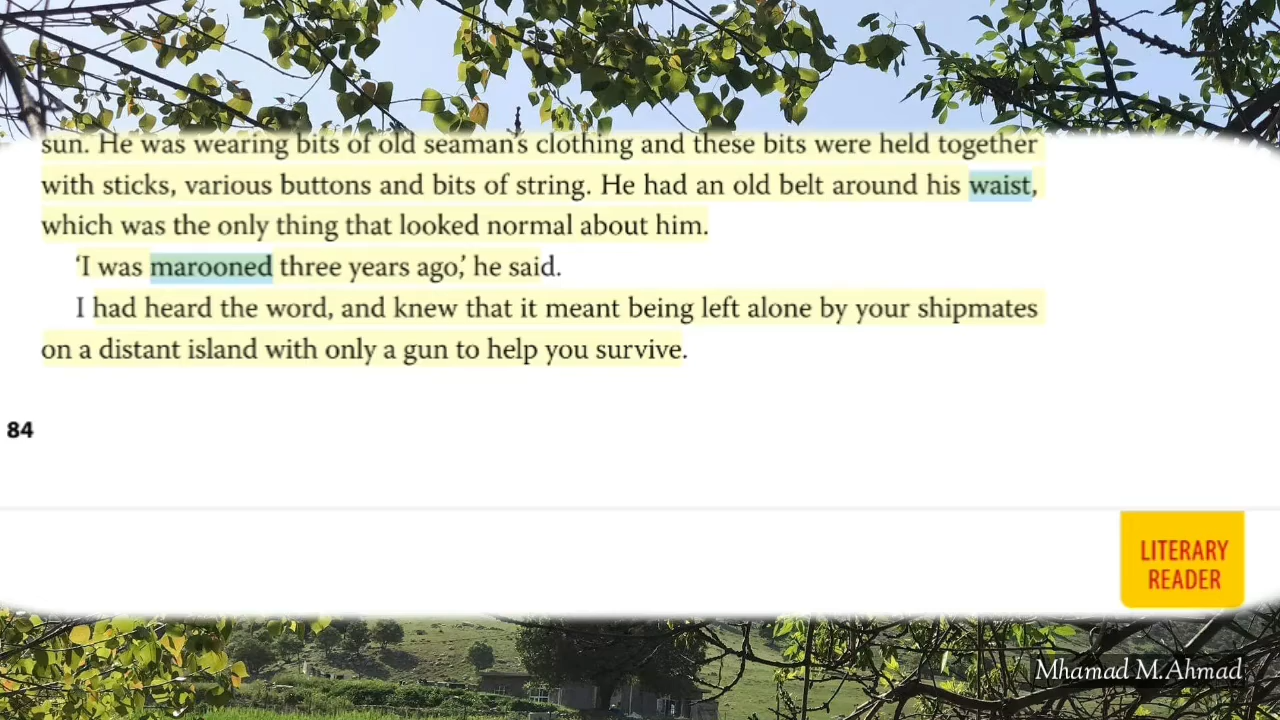 sun. He was wearing bits of old seaman's clothing and these bits were held together
with sticks, various buttons and bits of string. He had an old belt around his waist,
which was the only thing that looked normal about him.
‘I was marooned three years ago,’ he said.
I had heard the word, and knew that it meant being left alone by your shipmates
on a distant island with only a gun to help you survive.
84
LITERARY
READER
Mhamad M.Ahmad